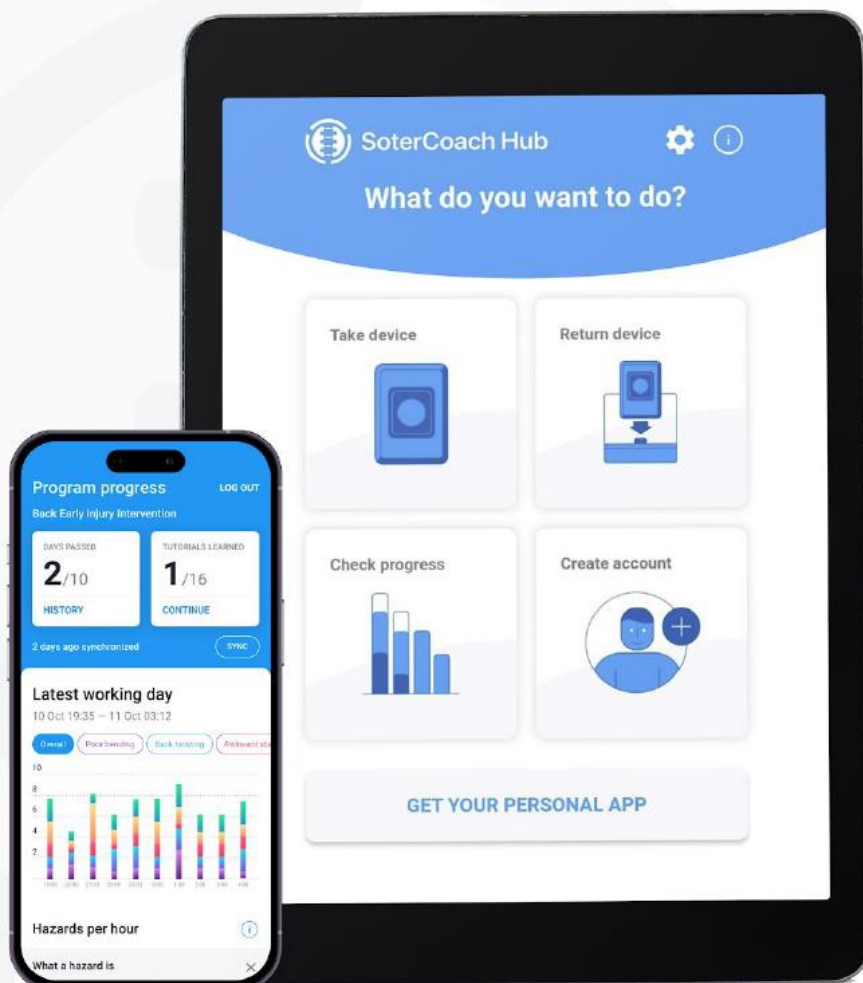 SoterCoach Hub
What do you want to do?
Take device
Return device
Check progress
Create account
GET YOUR PERSONAL APP
Program progress
LOG OUT
Back Early Injury Intervention
DAYS PASSED
2/10
HISTORY
TUTORIALS LEARNED
1/16
CONTINUE
2 days ago synchronized
SYNC
Latest working day
10 Oct 19:35 — 11 Oct 03:12
Overall
Poor bending
Back twisting
Awkward
10
8
6
4
2
Hazards per hour
What a hazard is